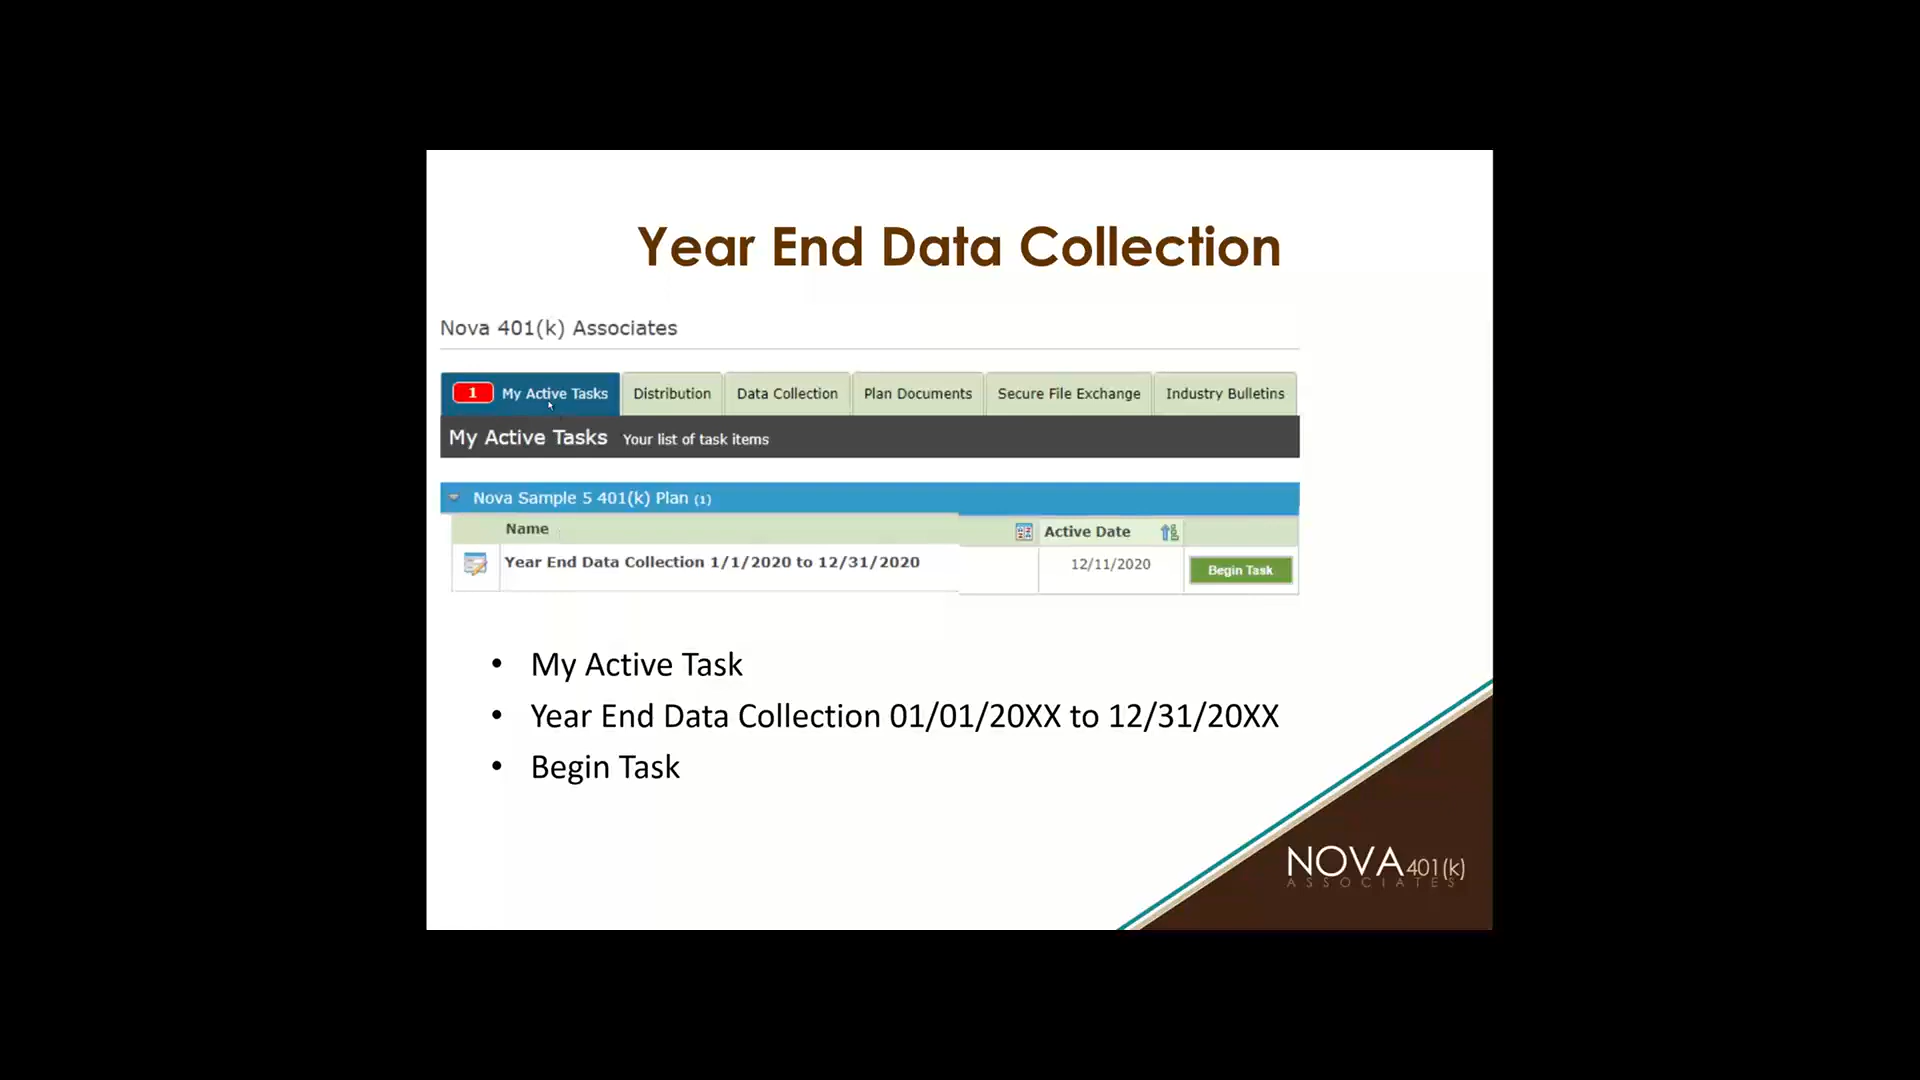 Year End Data Collection
Nova 401(k) Associates
1 My Active Tasks Distribution Data Collection Plan Documents Secure File Exchange Industry Bulletins
My Active Tasks Your list of task items
Nova Sample 5 401(k) Plan (1)
Name Active Date
Year End Data Collection 1/1/2020 to 12/31/2020 12/11/2020 Begin Task
• My Active Task
• Year End Data Collection 01/01/20XX to 12/31/20XX
• Begin Task
NOVA 401(k)
ASSOCIATES